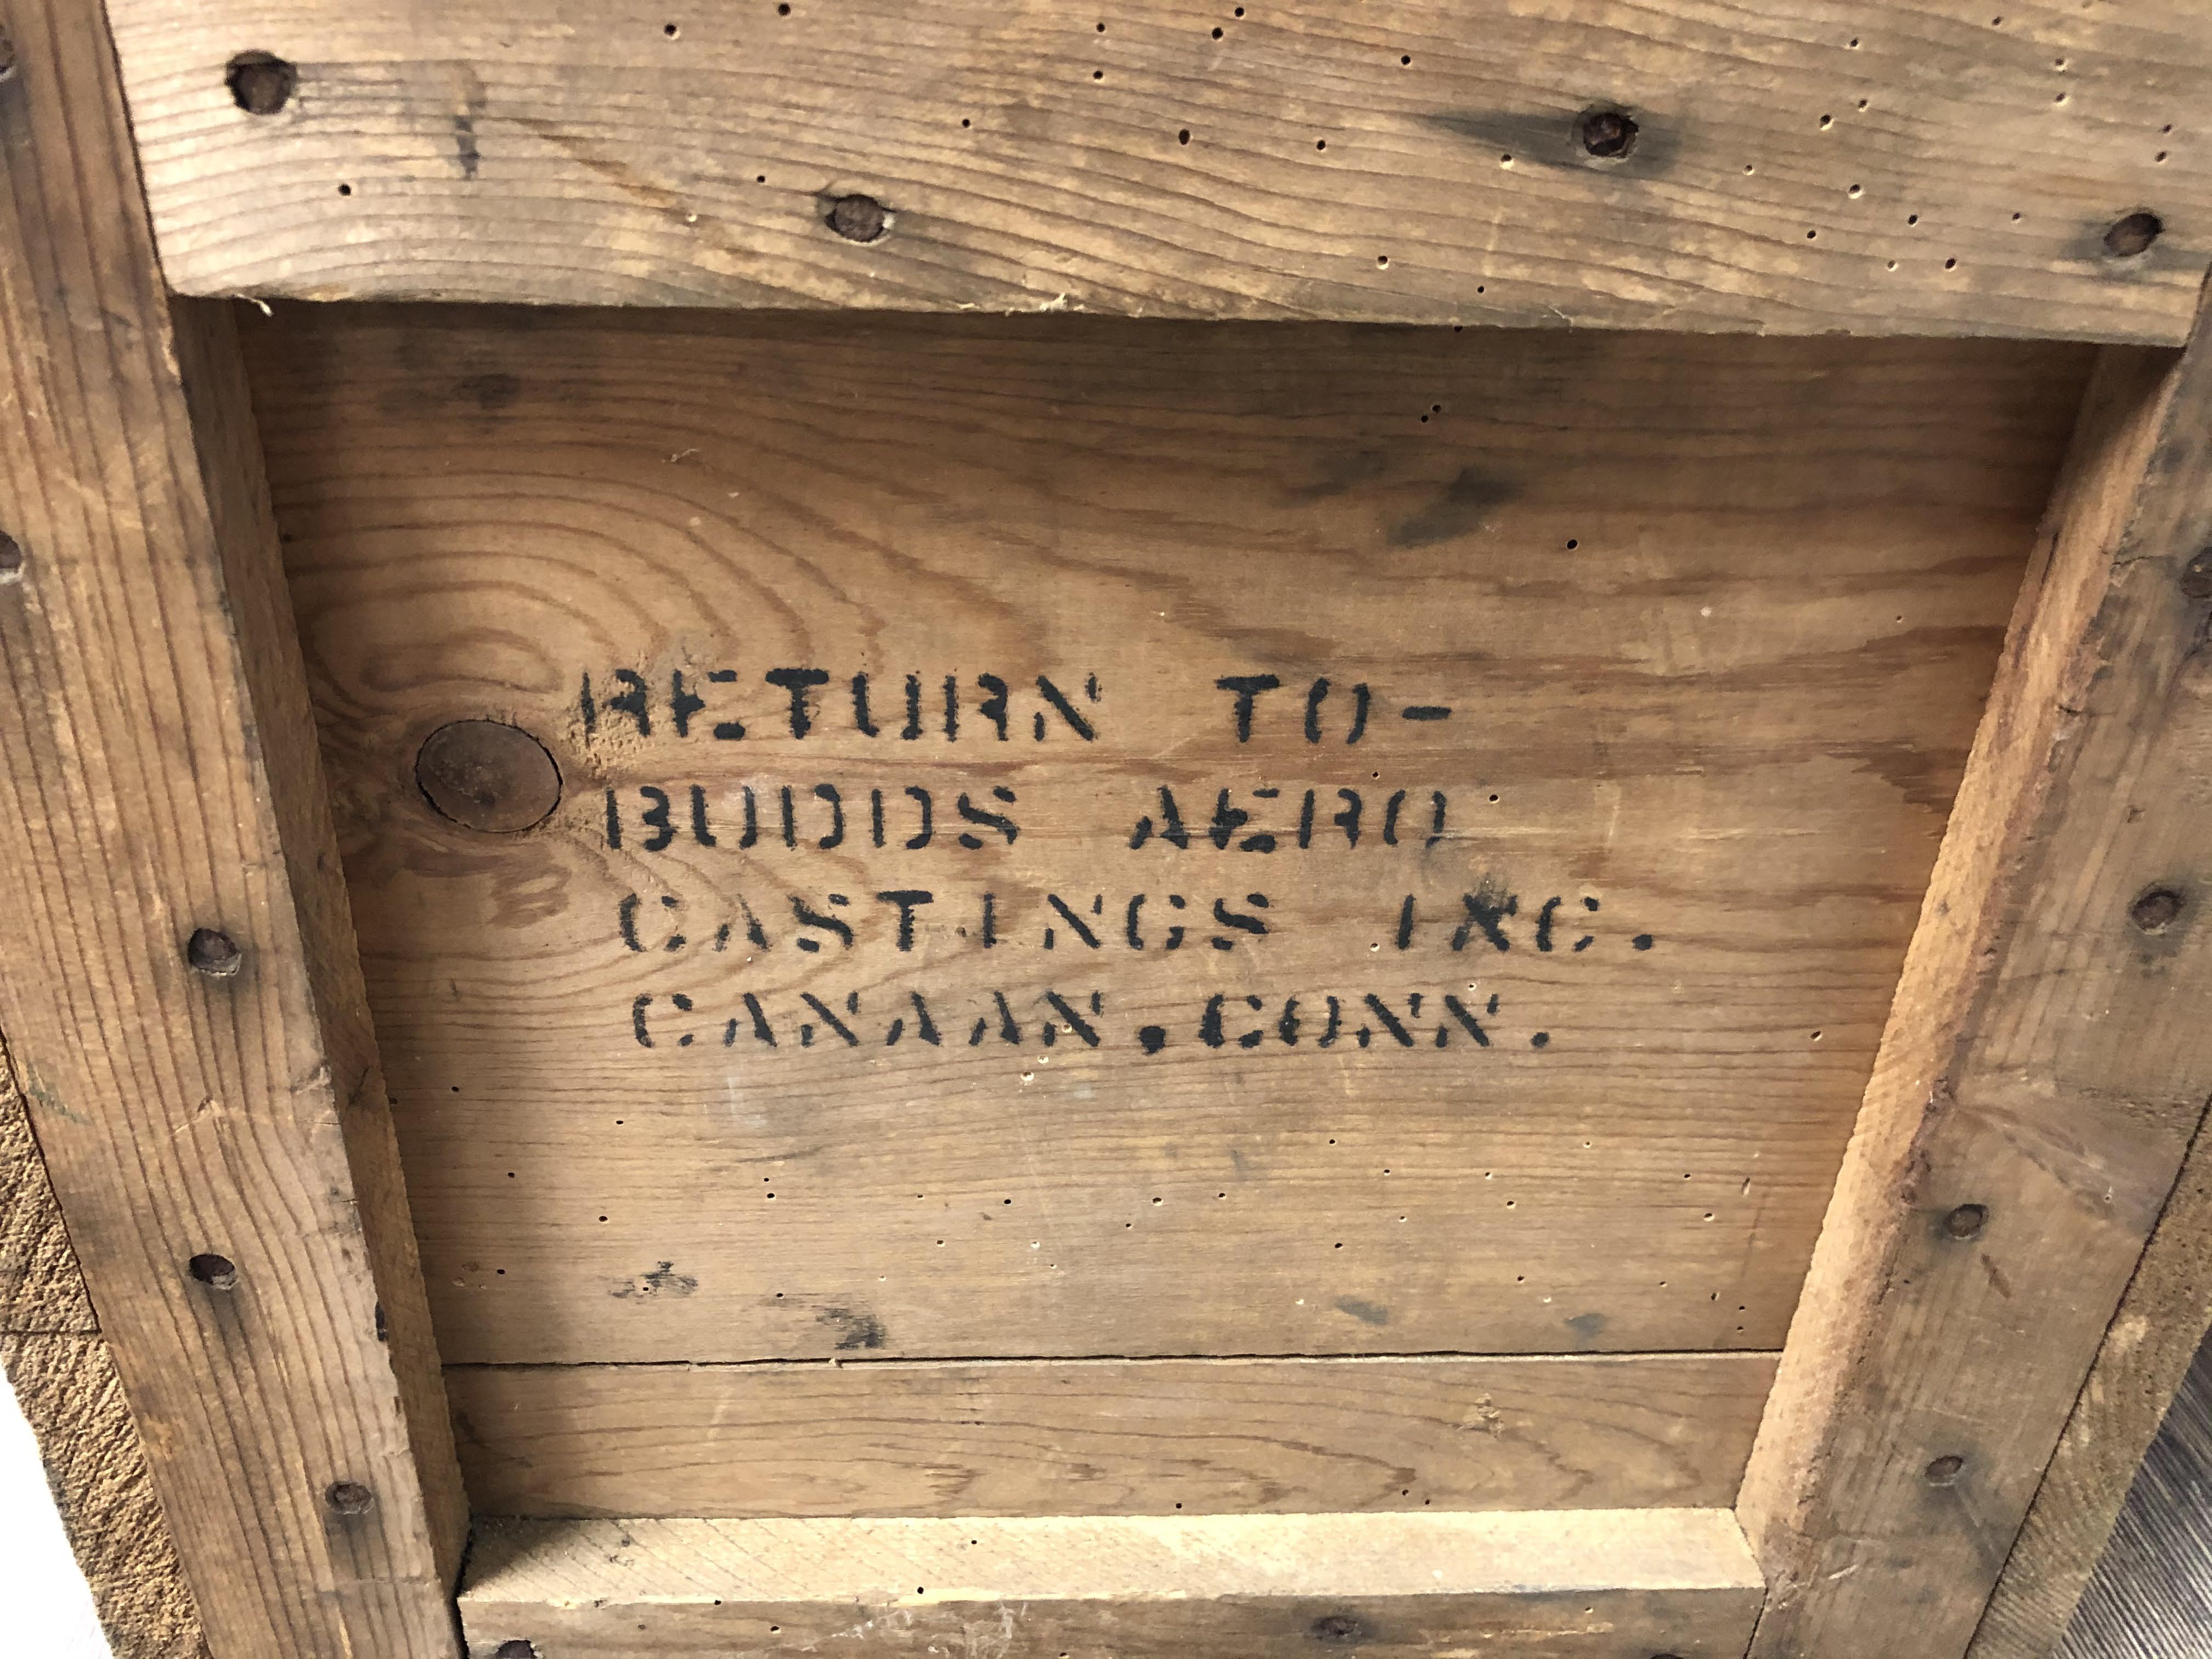 RETURN TO-
BUDDS AERO
CASTINGS INC.
CANAAN, CONN.